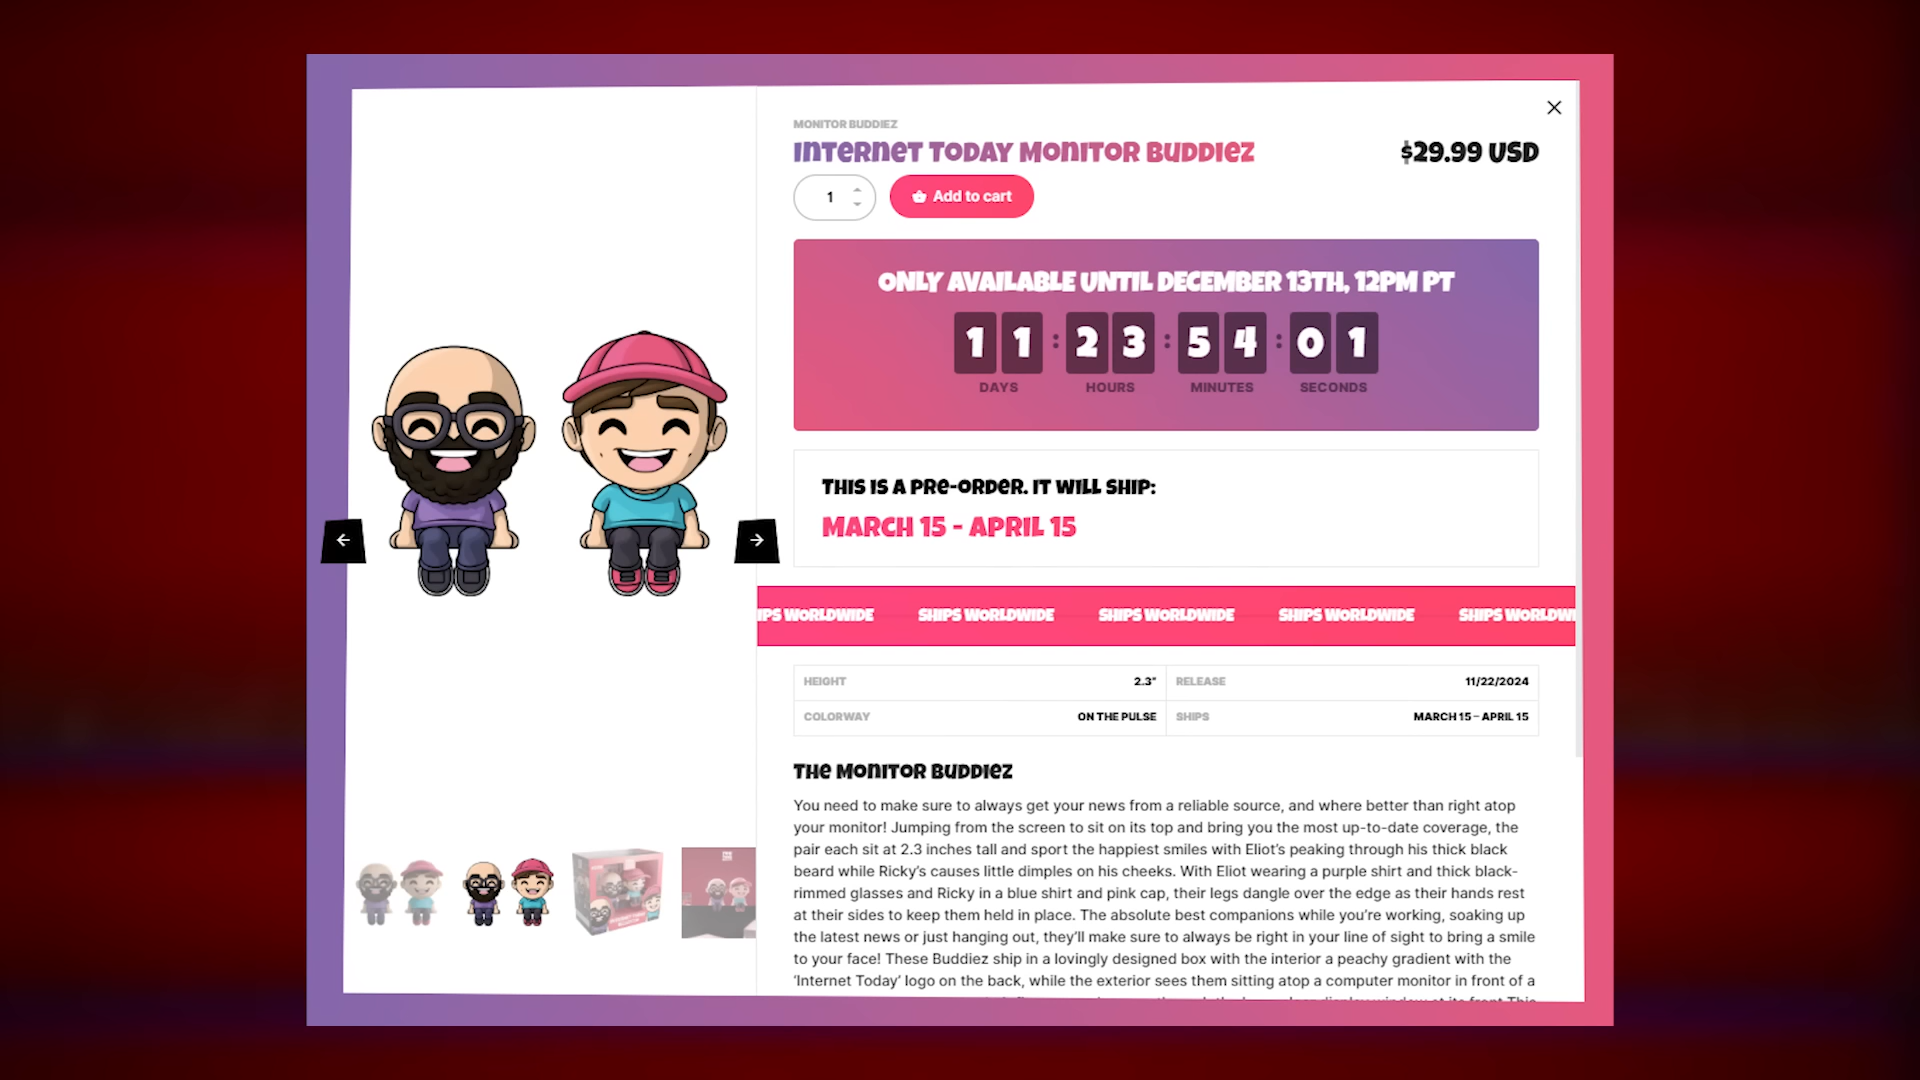 MONITOR BUDDIEZ
INTERNET TODAY MONITOR BUDDIEZ
$29.99 USD
1
Add to cart
ONLY AVAILABLE UNTIL DECEMBER 13TH, 12PM PT
11 : 23 : 54 : 01
DAYS HOURS MINUTES SECONDS
THIS IS A PRE-ORDER. IT WILL SHIP:
MARCH 15 - APRIL 15
IPS WORLDWIDE SHIPS WORLDWIDE SHIPS WORLDWIDE SHIPS WORLDWIDE SHIPS WORLDWI
HEIGHT 2.3" RELEASE 11/22/2024
COLORWAY ON THE PULSE SHIPS MARCH 15 – APRIL 15
THE MONITOR BUDDIEZ
You need to make sure to always get your news from a reliable source, and where better than right atop
your monitor! Jumping from the screen to sit on its top and bring you the most up-to-date coverage, the
pair each sit at 2.3 inches tall and sport the happiest smiles with Eliot’s peaking through his thick black
beard while Ricky’s causes little dimples on his cheeks. With Eliot wearing a purple shirt and thick black-
rimmed glasses and Ricky in a blue shirt and pink cap, their legs dangle over the edge as their hands rest
at their sides to keep them held in place. The absolute best companions while you’re working, soaking up
the latest news or just hanging out, they’ll make sure to always be right in your line of sight to bring a smile
to your face! These Buddiez ship in a lovingly designed box with the interior a peachy gradient with the
‘Internet Today’ logo on the back, while the exterior sees them sitting atop a computer monitor in front of a